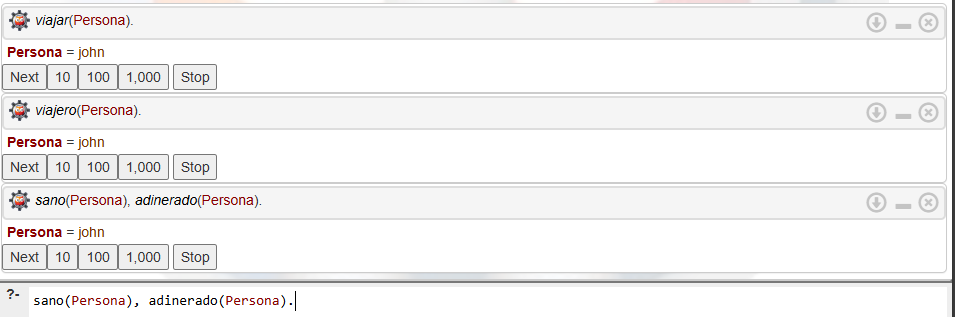 viajar(Persona).
Persona = john
Next 10 100 1,000 Stop
viajero(Persona).
Persona = john
Next 10 100 1,000 Stop
sano(Persona), adinerado(Persona).
Persona = john
Next 10 100 1,000 Stop
?- sano(Persona), adinerado(Persona).